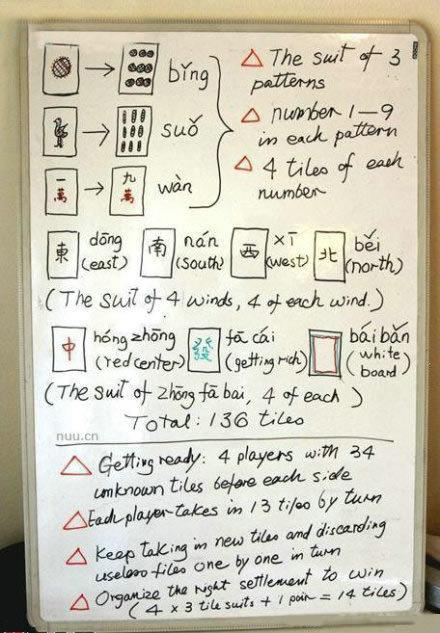 bǐng
△ The suit of 3
patterns
suǒ
△ number 1—9
in each pattern
一萬 → 九萬 wàn
△ 4 tiles of each
number
東 dōng (east) 南 nán (south) 西 xī (west) 北 běi (north)
(The suit of 4 winds, 4 of each wind.)
中 hóng zhōng (red center) fā cái (getting rich) bái bǎn (white board)
(The suit of zhōng fā bai, 4 of each)
Total: 136 tiles
nuu.cn
△ Getting ready: 4 players with 34
unknown tiles before each side
△ Each player takes in 13 tiles by turn
△ Keep taking in new tiles and discarding
useless tiles one by one in turn
△ Organize the right settlement to win
(4 x 3 tile suits + 1 pair = 14 tiles)